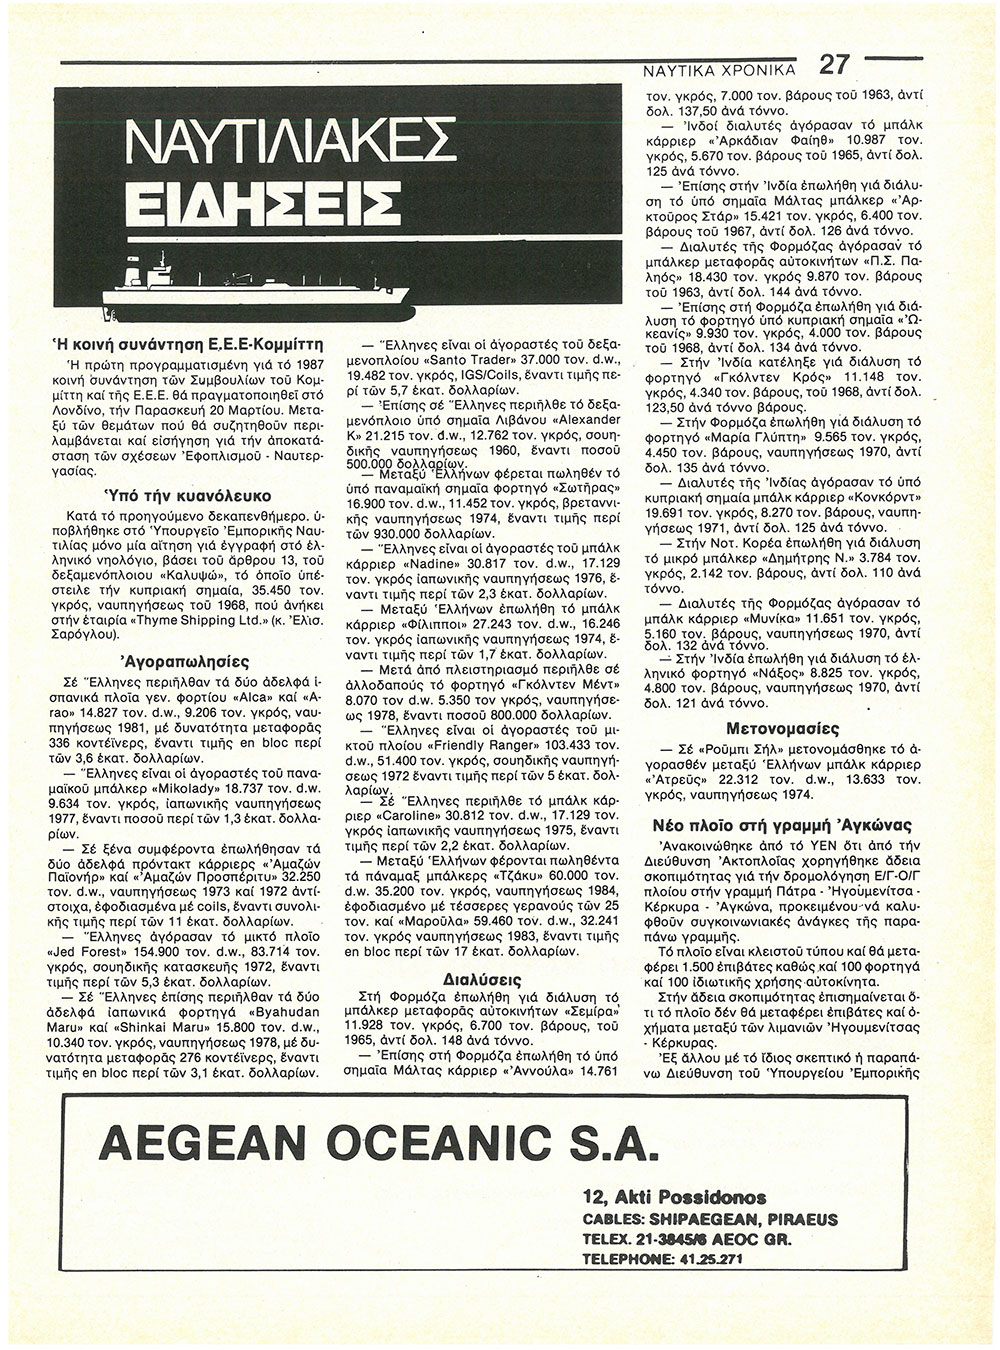 ΝΑΥΤΙΚΑ ΧΡΟΝΙΚΑ 27
ΝΑΥΤΙΛΙΑΚΕΣ
ΕΙΔΗΣΕΙΣ
Ἡ κοινή συνάντηση Ε.Ε.Ε-Κομμίττη
Ἡ πρώτη προγραμματισμένη γιά τό 1987
κοινή συνάντηση τῶν Συμβουλίων τοῦ Κομ-
μίττη καί τῆς Ε.Ε.Ε. θά πραγματοποιηθεῖ στό
Λονδίνο, τήν Παρασκευή 20 Μαρτίου. Μετα-
ξύ τῶν θεμάτων πού θά συζητηθοῦν περι-
λαμβάνεται καί εἰσήγηση γιά τήν ἀποκατά-
σταση τῶν σχέσεων Ἐφοπλισμοῦ - Ναυτερ-
γασίας.
Ὑπό τήν κυανόλευκο
Κατά τό προηγούμενο δεκαπενθήμερο. ὑ-
ποβλήθηκε στό Ὑπουργεῖο Ἐμπορικῆς Ναυ-
τιλίας μόνο μία αἴτηση γιά ἐγγραφή στό ἑλ-
ληνικό νηολόγιο, βάσει τοῦ ἄρθρου 13, τοῦ
δεξαμενόπλοιου «Καλυψώ», τό ὁποῖο ὑπέ-
στειλε τήν κυπριακή σημαία, 35.450 τον.
γκρός, ναυπηγήσεως τοῦ 1968, πού ἀνήκει
στήν ἑταιρία «Thyme Shipping Ltd.» (κ. Ἐλισ.
Σαρόγλου).
Ἀγοραπωλησίες
Σέ Ἕλληνες περιῆλθαν τά δύο ἀδελφά ἰ-
σπανικά πλοῖα γεν. φορτίου «Alca» καί «A-
rao» 14.827 τον. d.w., 9.206 τον. γκρός, ναυ-
πηγήσεως 1981, μέ δυνατότητα μεταφορᾶς
336 κοντέϊνερς, ἔναντι τιμῆς en bloc περί
τῶν 3,6 ἑκατ. δολλαρίων.
— Ἕλληνες εἶναι οἱ ἀγοραστές τοῦ πανα-
μαϊκοῦ μπάλκερ «Mikolady» 18.737 τον. d.w.
9.634 τον. γκρός, ἰαπωνικῆς ναυπηγήσεως
1977, ἔναντι ποσοῦ περί τῶν 1,3 ἑκατ. δολλα-
ρίων.
— Σέ ξένα συμφέροντα ἐπωλήθησαν τά
δύο ἀδελφά πρόντακτ κάρριερς «Ἀμαζών
Παϊονήρ» καί «Ἀμαζών Προσπέριτυ» 32.250
τον. d.w., ναυπηγήσεως 1973 καί 1972 ἀντί-
στοιχα, ἐφοδιασμένα μέ coils, ἔναντι συνολι-
κῆς τιμῆς περί τῶν 11 ἑκατ. δολλαρίων.
— Ἕλληνες ἀγόρασαν τό μικτό πλοῖο
«Jed Forest» 154.900 τον. d.w., 83.714 τον.
γκρός, σουηδικῆς κατασκευῆς 1972, ἔναντι
τιμῆς περί τῶν 5,3 ἑκατ. δολλαρίων.
— Σέ Ἕλληνες ἐπίσης περιῆλθαν τά δύο
ἀδελφά ἰαπωνικά φορτηγά «Byahudan
Maru» καί «Shinkai Maru» 15.800 τον. d.w.,
10.340 τον. γκρός, ναυπηγήσεως 1978, μέ δυ-
νατότητα μεταφορᾶς 276 κοντέϊνερς, ἔναντι
τιμῆς en bloc περί τῶν 3,1 ἑκατ. δολλαρίων.
— Ἕλληνες εἶναι οἱ ἀγοραστές τοῦ δεξα-
μενοπλοίου «Santo Trader» 37.000 τον. d.w.,
19.482 τον. γκρός, IGS/Coils, ἔναντι τιμῆς πε-
ρί τῶν 5,7 ἑκατ. δολλαρίων.
— Ἐπίσης σέ Ἕλληνες περιῆλθε τό δεξα-
μενόπλοιο ὑπό σημαία Λιβάνου «Alexander
K» 21.215 τον. d.w., 12.762 τον. γκρός, σουη-
δικῆς ναυπηγήσεως 1960, ἔναντι ποσοῦ
500.000 δολλαρίων.
— Μεταξύ Ἑλλήνων φέρεται πωληθέν τό
ὑπό παναμαϊκή σημαία φορτηγό «Σωτήρας»
16.900 τον. d.w., 11.452 τον. γκρός, βρεταννι-
κῆς ναυπηγήσεως 1974, ἔναντι τιμῆς περί
τῶν 930.000 δολλαρίων.
— Ἕλληνες εἶναι οἱ ἀγοραστές τοῦ μπάλκ
κάρριερ «Nadine» 30.817 τον. d.w., 17.129
τον. γκρός ἰαπωνικῆς ναυπηγήσεως 1976, ἔ-
ναντι τιμῆς περί τῶν 2,3 ἑκατ. δολλαρίων.
— Μεταξύ Ἑλλήνων ἐπωλήθη τό μπάλκ
κάρριερ «Φίλιπποι» 27.243 τον. d.w., 16.246
τον. γκρός ἰαπωνικῆς ναυπηγήσεως 1974, ἔ-
ναντι τιμῆς περί τῶν 1,7 ἑκατ. δολλαρίων.
— Μετά ἀπό πλειστηριασμό περιῆλθε σέ
ἀλλοδαπούς τό φορτηγό «Γκόλντεν Μέντ»
8.070 τον d.w. 5.350 τον γκρός, ναυπηγήσε-
ως 1978, ἔναντι ποσοῦ 800.000 δολλαρίων.
— Ἕλληνες εἶναι οἱ ἀγοραστές τοῦ μι-
κτοῦ πλοίου «Friendly Ranger» 103.433 τον.
d.w., 51.400 τον. γκρός, σουηδικῆς ναυπηγή-
σεως 1972 ἔναντι τιμῆς περί τῶν 5 ἑκατ. δολ-
λαρίων.
— Σέ Ἕλληνες περιῆλθε τό μπάλκ κάρ-
ριερ «Caroline» 30.812 τον. d.w., 17.129 τον.
γκρός ἰαπωνικῆς ναυπηγήσεως 1975, ἔναντι
τιμῆς περί τῶν 2,2 ἑκατ. δολλαρίων.
— Μεταξύ Ἑλλήνων φέρονται πωληθέντα
τά πάναμαξ μπάλκερς «Τζάκυ» 60.000 τον.
d.w. 35.200 τον. γκρός, ναυπηγήσεως 1984,
ἐφοδιασμένο μέ τέσσερες γερανούς τῶν 25
τον. καί «Μαρούλα» 59.460 τον. d.w., 32.241
τον. γκρός ναυπηγήσεως 1983, ἔναντι τιμῆς
en bloc περί τῶν 17 ἑκατ. δολλαρίων.
Διαλύσεις
Στή Φορμόζα ἐπωλήθη γιά διάλυση τό
μπάλκερ μεταφορᾶς αὐτοκινήτων «Σεμίρα»
11.928 τον. γκρός, 6.700 τον. βάρους, τοῦ
1965, ἀντί δολ. 148 ἀνά τόννο.
— Ἐπίσης στή Φορμόζα ἐπωλήθη τό ὑπό
σημαία Μάλτας κάρριερ «Ἀννούλα» 14.761
τον. γκρός, 7.000 τον. βάρους τοῦ 1963, ἀντί
δολ. 137,50 ἀνά τόννο.
— Ἰνδοί διαλυτές ἀγόρασαν τό μπάλκ
κάρριερ «Ἀρκάδιαν Φαίηθ» 10.987 τον.
γκρός, 5.670 τον. βάρους τοῦ 1965, ἀντί δολ.
125 ἀνά τόννο.
— Ἐπίσης στήν Ἰνδία ἐπωλήθη γιά διάλυ-
ση τό ὑπό σημαία Μάλτας μπάλκερ «Ἀρ-
κτοῦρος Στάρ» 15.421 τον. γκρός, 6.400 τον.
βάρους τοῦ 1967, ἀντί δολ. 126 ἀνά τόννο.
— Διαλυτές τῆς Φορμόζας ἀγόρασαν τό
μπάλκερ μεταφορᾶς αὐτοκινήτων «Π.Σ. Πα-
ληός» 18.430 τον. γκρός 9.870 τον. βάρους
τοῦ 1963, ἀντί δολ. 144 ἀνά τόννο.
— Ἐπίσης στή Φορμόζα ἐπωλήθη γιά διά-
λυση τό φορτηγό ὑπό κυπριακή σημαία «Ὠ-
κεανίς» 9.930 τον. γκρός, 4.000 τον. βάρους
τοῦ 1968, ἀντί δολ. 134 ἀνά τόννο.
— Στήν Ἰνδία κατέληξε γιά διάλυση τό
φορτηγό «Γκόλντεν Κρός» 11.148 τον.
γκρός, 4.340 τον. βάρους, τοῦ 1968, ἀντί δολ.
123,50 ἀνά τόννο βάρους.
— Στήν Φορμόζα ἐπωλήθη γιά διάλυση τό
φορτηγό «Μαρία Γλύπτη» 9.565 τον. γκρός,
4.450 τον. βάρους, ναυπηγήσεως 1970, ἀντί
δολ. 135 ἀνά τόννο.
— Διαλυτές τῆς Ἰνδίας ἀγόρασαν τό ὑπό
κυπριακή σημαία μπάλκ κάρριερ «Κονκόρντ»
19.691 τον. γκρός, 8.270 τον. βάρους, ναυπη-
γήσεως 1971, ἀντί δολ. 125 ἀνά τόννο.
— Στήν Νοτ. Κορέα ἐπωλήθη γιά διάλυση
τό μικρό μπάλκερ «Δημήτρης Ν.» 3.784 τον.
γκρός, 2.142 τον. βάρους, ἀντί δολ. 110 ἀνά
τόννο.
— Διαλυτές τῆς Φορμόζας ἀγόρασαν τό
μπάλκ κάρριερ «Μυνίκα» 11.651 τον. γκρός,
5.160 τον. βάρους, ναυπηγήσεως 1970, ἀντί
δολ. 132 ἀνά τόννο.
— Στήν Ἰνδία ἐπωλήθη γιά διάλυση τό ἑλ-
ληνικό φορτηγό «Νάξος» 8.825 τον. γκρός,
4.800 τον. βάρους, ναυπηγήσεως 1970, ἀντί
δολ. 121 ἀνά τόννο.
Μετονομασίες
— Σέ «Ροῦμπι Σήλ» μετονομάσθηκε τό ἀ-
γορασθέν μεταξύ Ἑλλήνων μπάλκ κάρριερ
«Ἀτρεῦς» 22.312 τον. d.w., 13.633 τον.
γκρός, ναυπηγήσεως 1974.
Νέο πλοῖο στή γραμμή Ἀγκώνας
Ἀνακοινώθηκε ἀπό τό ΥΕΝ ὅτι ἀπό τήν
Διεύθυνση Ἀκτοπλοΐας χορηγήθηκε ἄδεια
σκοπιμότητας γιά τήν δρομολόγηση Ε/Γ-Ο/Γ
πλοίου στήν γραμμή Πάτρα - Ἡγουμενίτσα -
Κέρκυρα - Ἀγκώνα, προκειμένου νά καλυ-
φθοῦν συγκοινωνιακές ἀνάγκες τῆς παρα-
πάνω γραμμῆς.
Τό πλοῖο εἶναι κλειστοῦ τύπου καί θά μετα-
φέρει 1.500 ἐπιβάτες καθώς καί 100 φορτηγά
καί 100 ἰδιωτικῆς χρήσης αὐτοκίνητα.
Στήν ἄδεια σκοπιμότητας ἐπισημαίνεται ὅ-
τι τό πλοῖο δέν θά μεταφέρει ἐπιβάτες καί ὀ-
χήματα μεταξύ τῶν λιμανιῶν Ἡγουμενίτσας
- Κέρκυρας.
Ἐξ ἄλλου μέ τό ἴδιο σκεπτικό ἡ παραπά-
νω Διεύθυνση τοῦ Ὑπουργείου Ἐμπορικῆς
AEGEAN OCEANIC S.A.
12, Akti Possidonos
CABLES: SHIPAEGEAN, PIRAEUS
TELEX. 21-3845/6 AEOC GR.
TELEPHONE: 41.25.271